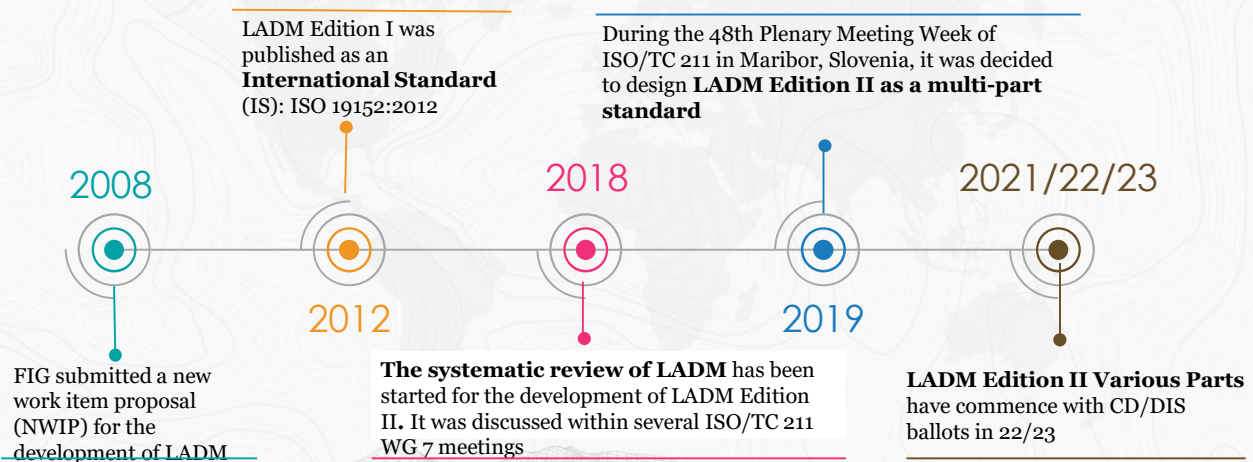 LADM Edition I was
published as an
International Standard
(IS): ISO 19152:2012
During the 48th Plenary Meeting Week of
ISO/TC 211 in Maribor, Slovenia, it was decided
to design LADM Edition II as a multi-part
standard
2008
2018
2021/22/23
2012
2019
FIG submitted a new
work item proposal
(NWIP) for the
development of LADM
The systematic review of LADM has been
started for the development of LADM Edition
II. It was discussed within several ISO/TC 211
WG 7 meetings
LADM Edition II Various Parts
have commence with CD/DIS
ballots in 22/23